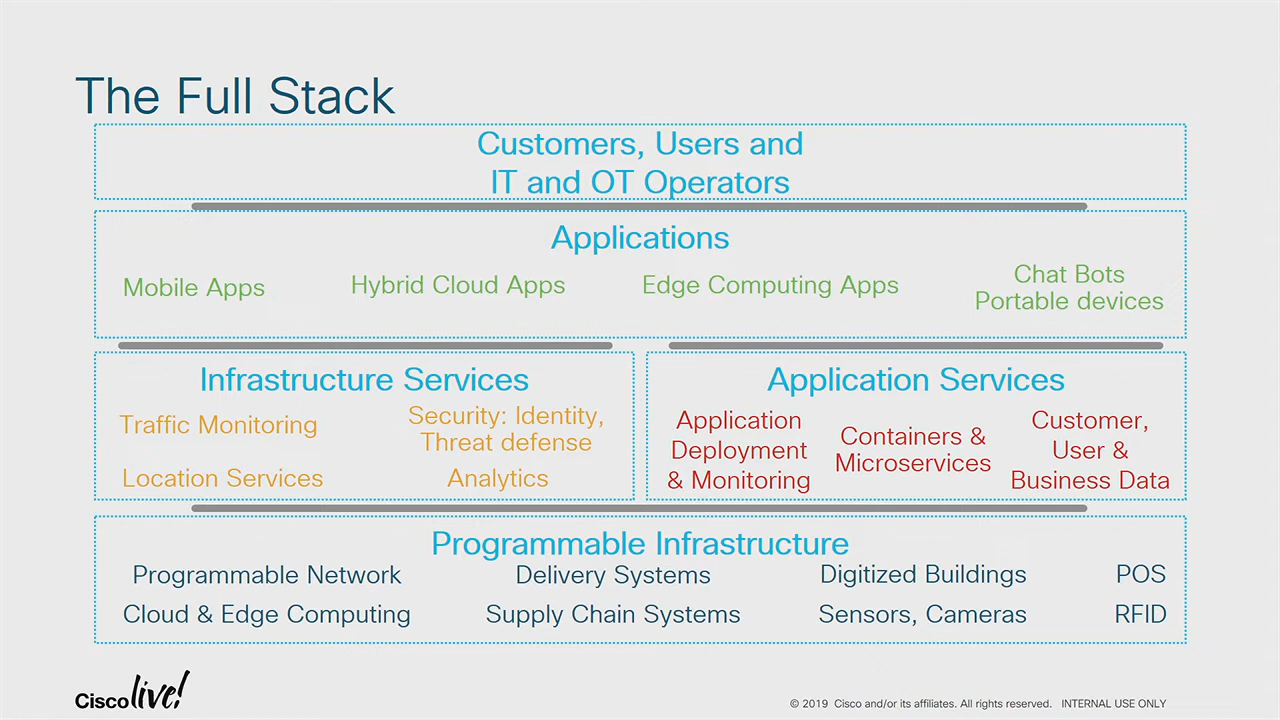 The Full Stack
Customers, Users and
IT and OT Operators
Applications
Mobile Apps
Hybrid Cloud Apps
Edge Computing Apps
Chat Bots
Portable devices
Infrastructure Services
Traffic Monitoring
Security: Identity,
Threat defense
Location Services
Analytics
Application Services
Application
Deployment
& Monitoring
Containers &
Microservices
Customer,
User &
Business Data
Programmable Infrastructure
Programmable Network
Delivery Systems
Digitized Buildings
POS
Cloud & Edge Computing
Supply Chain Systems
Sensors, Cameras
RFID
Cisco live!
© 2019 Cisco and/or its affiliates. All rights reserved. INTERNAL USE ONLY